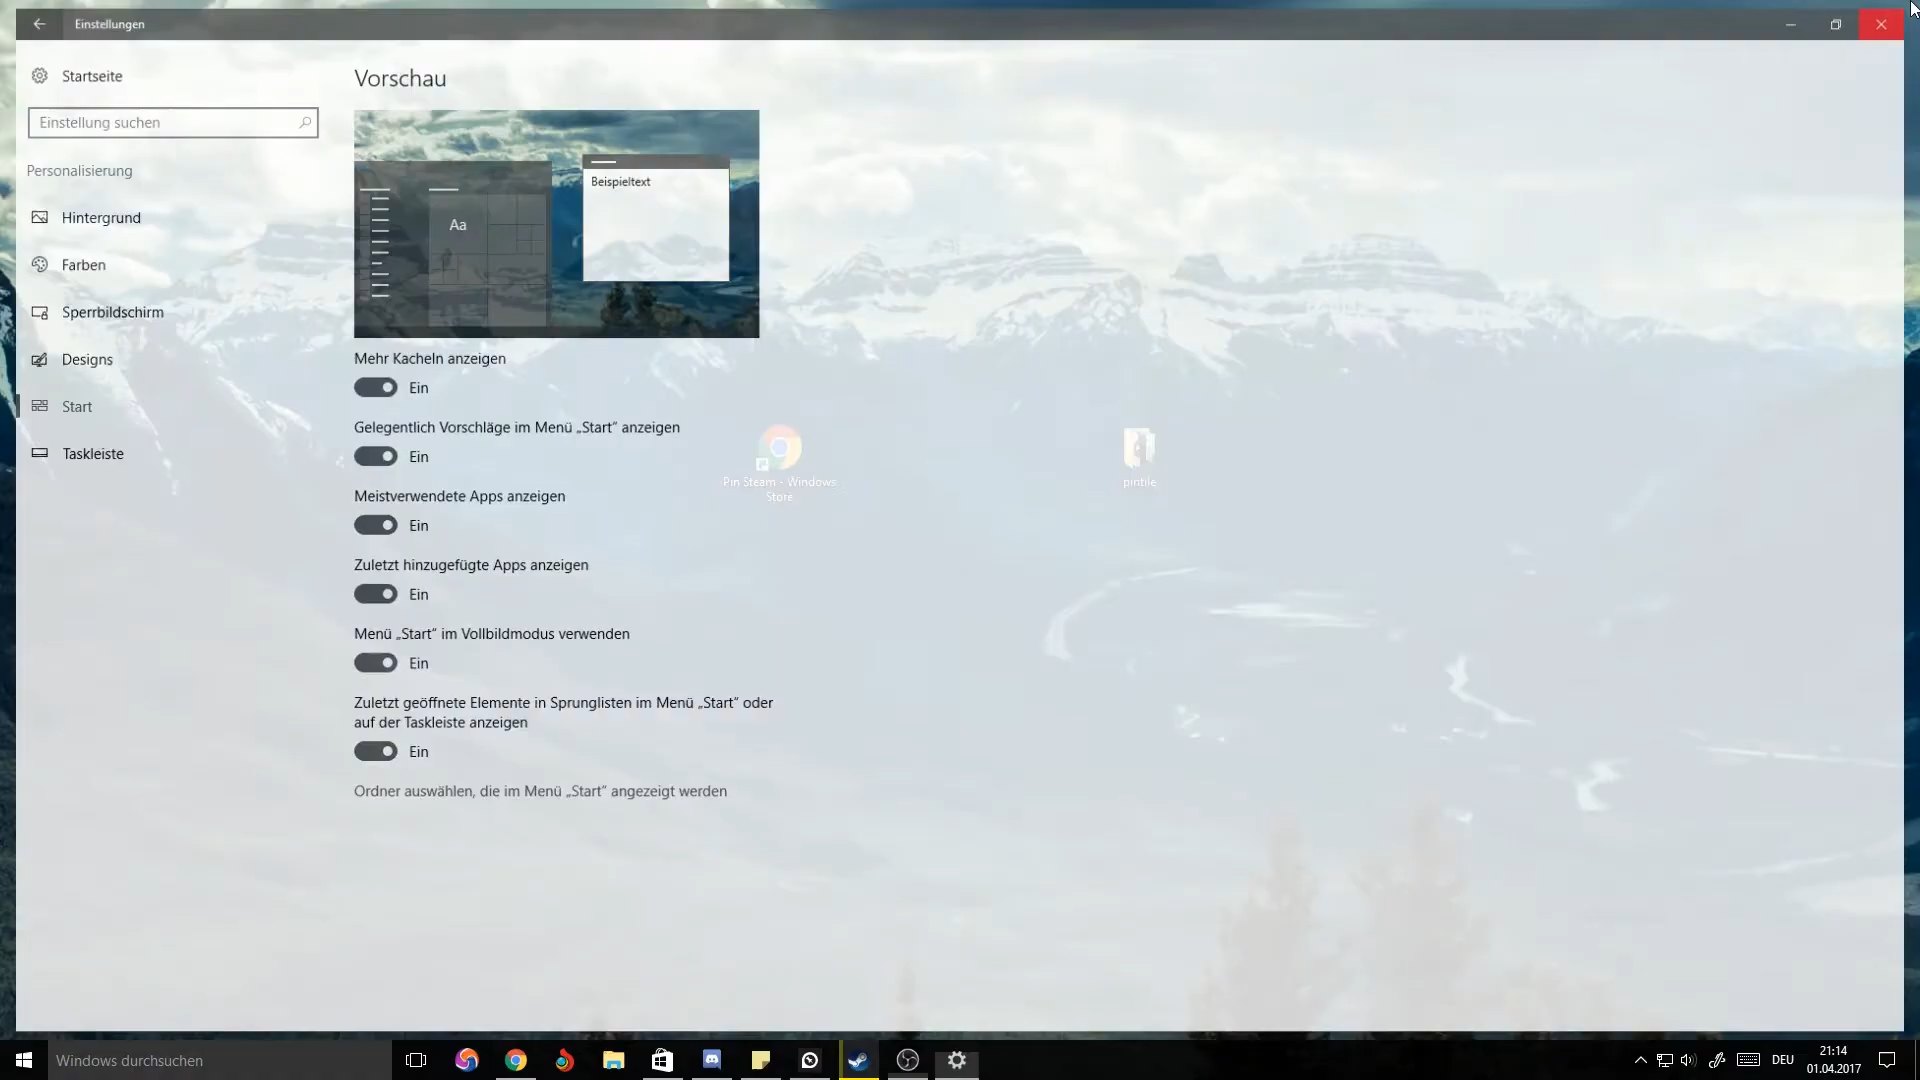 Einstellungen
Startseite
Einstellung suchen
Personalisierung
Hintergrund
Farben
Sperrbildschirm
Designs
Start
Taskleiste
Vorschau
Beispieltext
Aa
Mehr Kacheln anzeigen
Ein
Gelegentlich Vorschläge im Menü „Start“ anzeigen
Ein
Meistverwendete Apps anzeigen
Ein
Zuletzt hinzugefügte Apps anzeigen
Ein
Menü „Start“ im Vollbildmodus verwenden
Ein
Zuletzt geöffnete Elemente in Sprunglisten im Menü „Start“ oder
auf der Taskleiste anzeigen
Ein
Ordner auswählen, die im Menü „Start“ angezeigt werden
Pin Steam - Windows
Store
pintile
Windows durchsuchen
DEU
21:14
01.04.2017